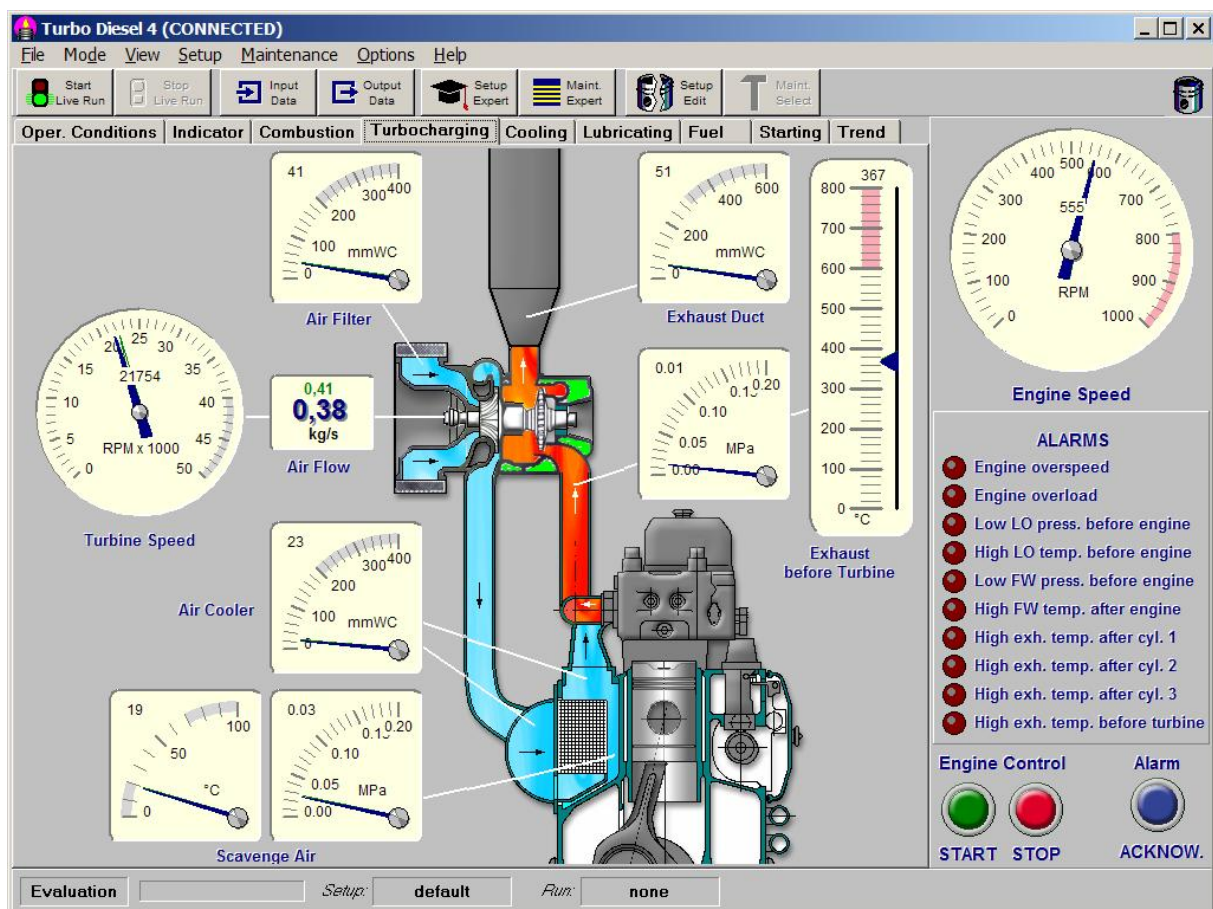 Turbo Diesel 4 (CONNECTED)
File Mode View Setup Maintenance Options Help
Start Live Run
Stop Live Run
Input Data
Output Data
Setup Expert
Maint. Expert
Setup Edit
Maint. Select
Oper. Conditions Indicator Combustion Turbocharging Cooling Lubricating Fuel Starting Trend
41
0 100 200 300 400
mmWC
Air Filter
51
0 200 400 600
mmWC
Exhaust Duct
367
800
700
600
500
400
300
200
100
0
°C
Exhaust
before Turbine
0 5 10 15 20 25 30 35 40 45 50
21754
RPM x 1000
Turbine Speed
0,41
0,38
kg/s
Air Flow
0.01
0.00 0.05 0.10 0.15 0.20
MPa
23
0 100 200 300 400
mmWC
Air Cooler
19
0 50 100
°C
0.03
0.00 0.05 0.10 0.15 0.20
MPa
Scavenge Air
0 100 200 300 400 500 600 700 800 900 1000
555
RPM
Engine Speed
ALARMS
Engine overspeed
Engine overload
Low LO press. before engine
High LO temp. before engine
Low FW press. before engine
High FW temp. after engine
High exh. temp. after cyl. 1
High exh. temp. after cyl. 2
High exh. temp. after cyl. 3
High exh. temp. before turbine
Engine Control Alarm
START STOP ACKNOW.
Evaluation Setup: default Run: none